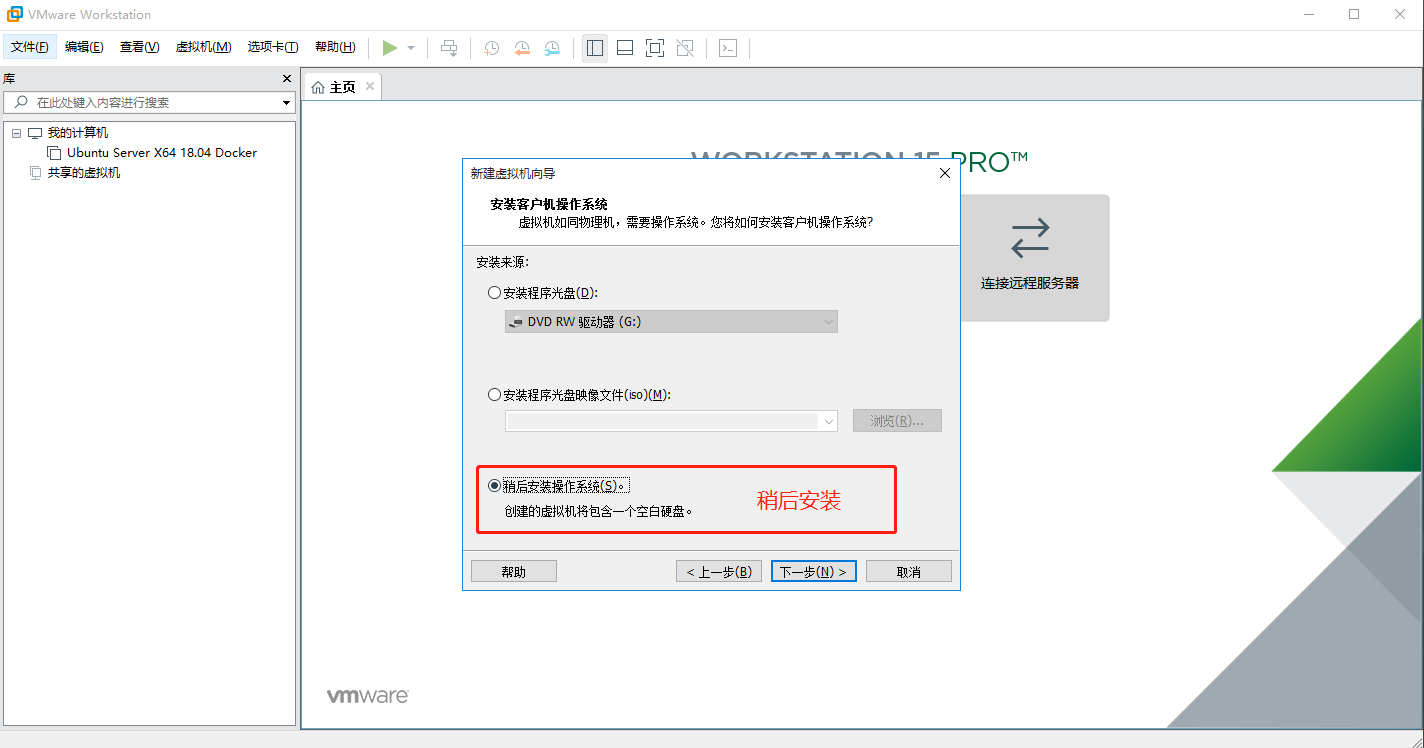 VMware Workstation
文件(F) 编辑(E) 查看(V) 虚拟机(M) 选项卡(T) 帮助(H)
库
在此处键入内容进行搜索
我的计算机
Ubuntu Server X64 18.04 Docker
共享的虚拟机
主页
WORKSTATION 15 PRO™
连接远程服务器
新建虚拟机向导
安装客户机操作系统
虚拟机如同物理机，需要操作系统。您将如何安装客户机操作系统?
安装来源:
安装程序光盘(D):
DVD RW 驱动器 (G:)
安装程序光盘映像文件(iso)(M):
浏览(R)...
稍后安装操作系统(S)。
创建的虚拟机将包含一个空白硬盘。
稍后安装
帮助
< 上一步(B)
下一步(N) >
取消
vmware